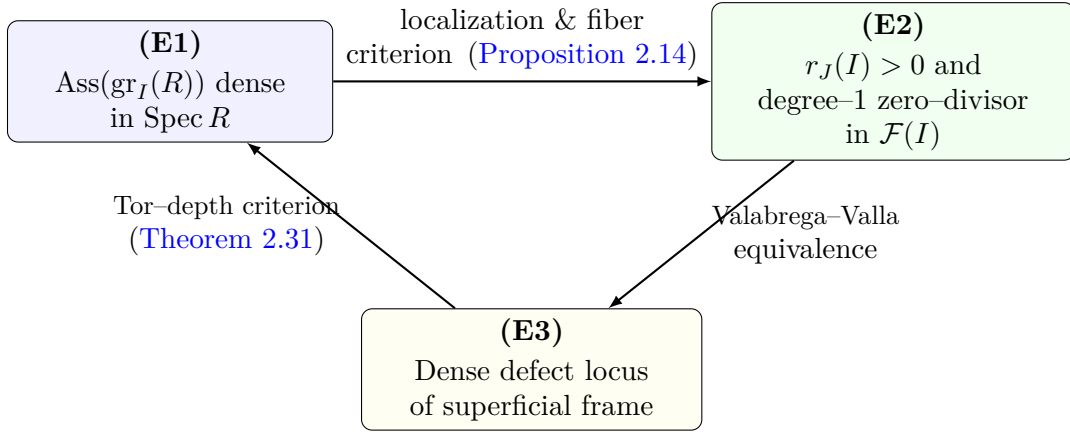 localization & fiber
criterion (Proposition 2.14)
(E1)
Ass(gr_I(R)) dense
in Spec R
(E2)
r_J(I) > 0 and
degree–1 zero–divisor
in ℱ(I)
Tor–depth criterion
(Theorem 2.31)
Valabrega–Valla
equivalence
(E3)
Dense defect locus
of superficial frame